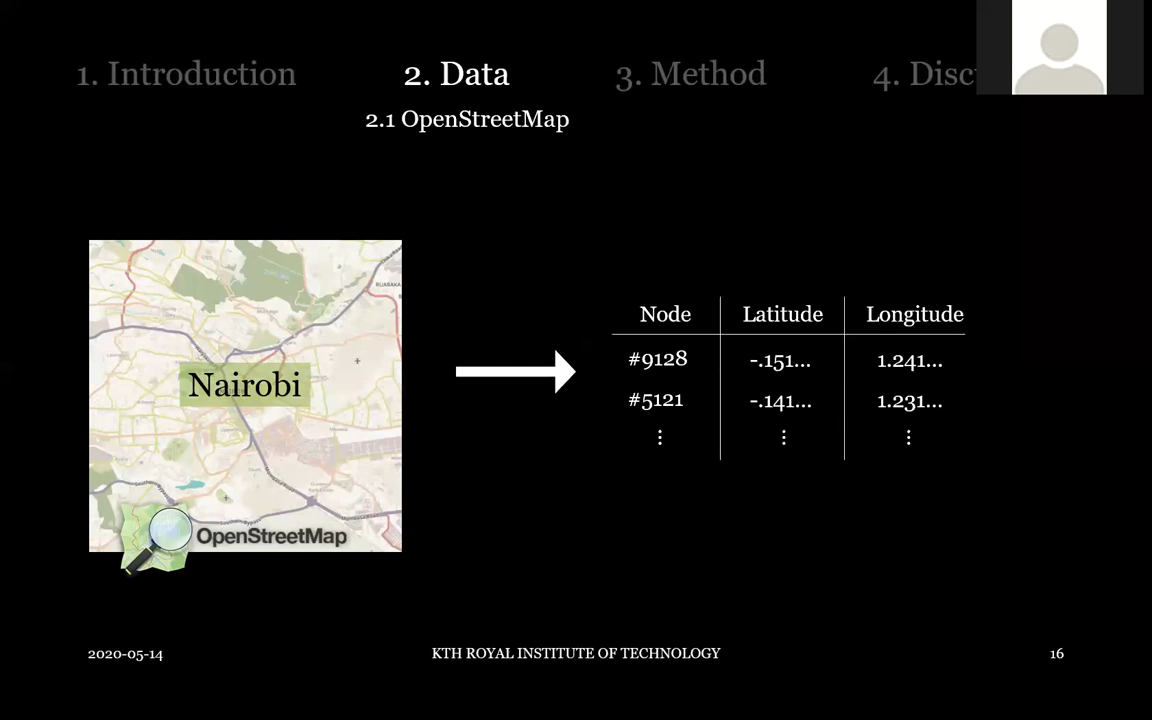 1. Introduction
2. Data
3. Method
4. Disc
2.1 OpenStreetMap
RUARAKA
Nairobi
OpenStreetMap
Node Latitude Longitude
#9128 -.151... 1.241...
#5121 -.141... 1.231...
⋮ ⋮ ⋮
2020-05-14
KTH ROYAL INSTITUTE OF TECHNOLOGY
16